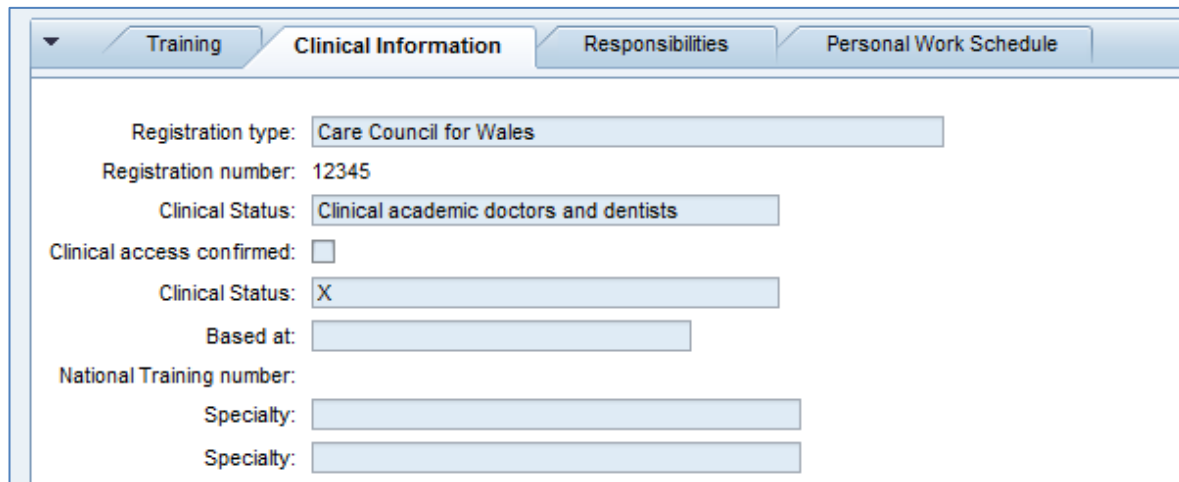 Training Clinical Information Responsibilities Personal Work Schedule
Registration type: Care Council for Wales
Registration number: 12345
Clinical Status: Clinical academic doctors and dentists
Clinical access confirmed:
Clinical Status: X
Based at:
National Training number:
Specialty:
Specialty: